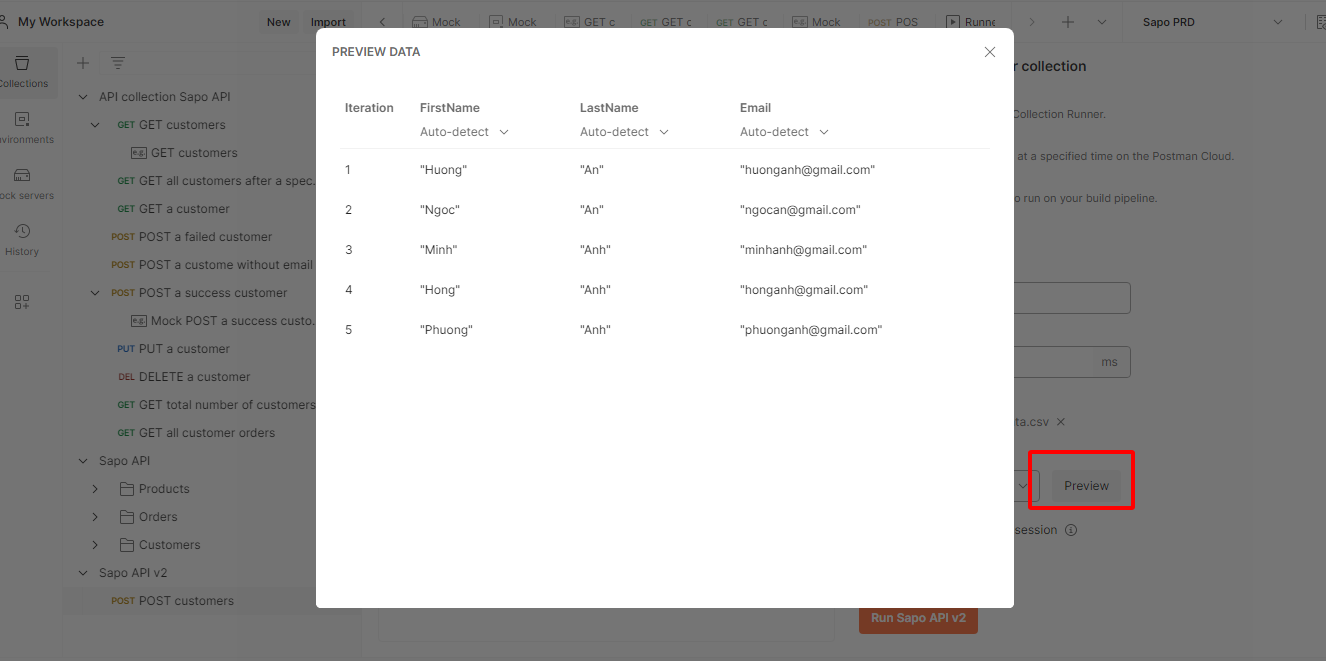 My Workspace
New
Import
Mock
Mock
GET c
GET GET c
GET GET c
Mock
POST POS
Runne
Sapo PRD
Collections
Mock servers
History
API collection Sapo API
GET GET customers
e.g. GET customers
GET GET all customers after a spec...
GET GET a customer
POST POST a failed customer
POST POST a custome without email
POST POST a success customer
e.g. Mock POST a success custo...
PUT PUT a customer
DEL DELETE a customer
GET GET total number of customers
GET GET all customer orders
Sapo API
Products
Orders
Customers
Sapo API v2
POST POST customers
PREVIEW DATA
Iteration FirstName LastName Email
Auto-detect Auto-detect Auto-detect
1 "Huong" "An" "huonganh@gmail.com"
2 "Ngoc" "An" "ngocan@gmail.com"
3 "Minh" "Anh" "minhanh@gmail.com"
4 "Hong" "Anh" "honganh@gmail.com"
5 "Phuong" "Anh" "phuonganh@gmail.com"
r collection
Collection Runner.
at a specified time on the Postman Cloud.
o run on your build pipeline.
ms
ta.csv
Preview
session
Run Sapo API v2